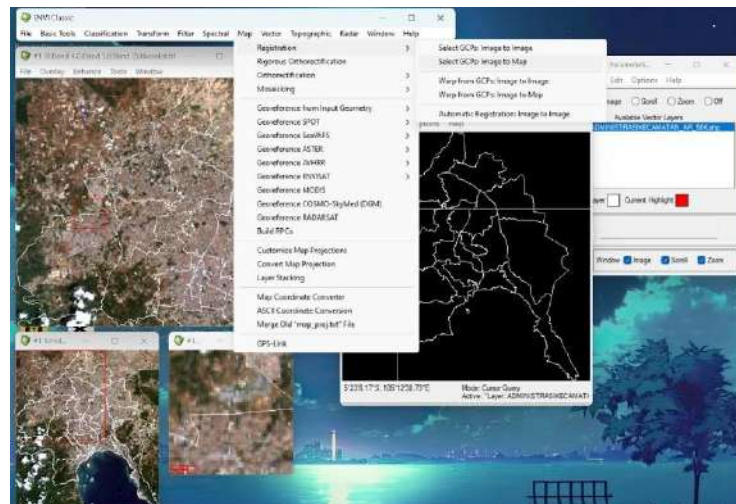 ENVI Classic
File Basic Tools Classification Transform Filter Spectral Map Vector Topographic Radar Window Help
File Overlay Enhance Tools Window
Registration
Rigorous Orthorectification
Orthorectification
Mosaicking
Georeference from Input Geometry
Georeference SPOT
Georeference SeaWiFS
Georeference ASTER
Georeference AVHRR
Georeference ENVISAT
Georeference MODIS
Georeference COSMO-SkyMed (DGM)
Georeference RADARSAT
Build RPCs
Customize Map Projections
Convert Map Projection
Layer Stacking
Map Coordinate Converter
ASCII Coordinate Conversion
Merge Old "map_proj.txt" File
GPS-Link
Select GCPs: Image to Image
Select GCPs: Image to Map
Warp from GCPs: Image to Image
Warp from GCPs: Image to Map
Automatic Registration: Image to Image
Edit Options Help
Scroll Zoom Off
Available Vector Layers
Current Highlight:
Window Image Scroll Zoom
Mode: Cursor Query